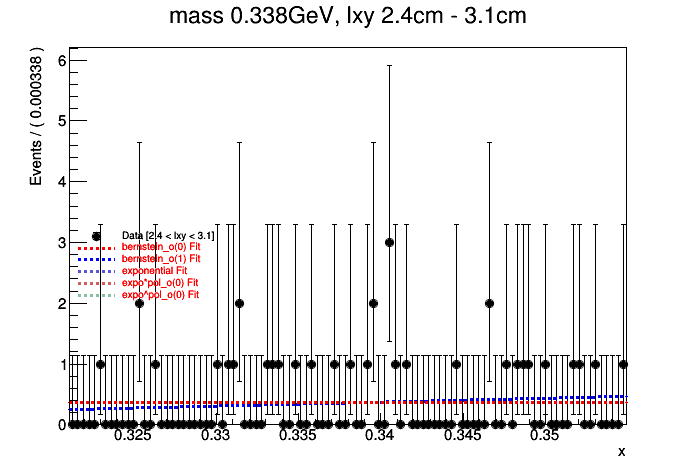 mass 0.338GeV, lxy 2.4cm - 3.1cm
Events / ( 0.000338 )
6
5
4
3
2
1
0
Data [2.4 < lxy < 3.1]
bernstein_o(0) Fit
bernstein_o(1) Fit
exponential Fit
expo*pol_o(0) Fit
expo^pol_o(0) Fit
0.325 0.33 0.335 0.34 0.345 0.35
x